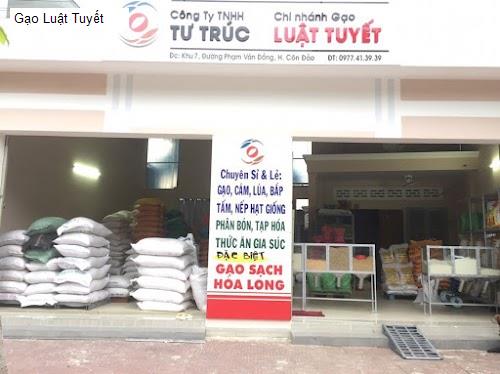 Gạo Luật Tuyết
Công Ty TNHH
TƯ TRÚC
Chi nhánh Gạo
LUẬT TUYẾT
Đc: Khu 7, Đường Phạm Văn Đồng, H. Côn Đảo
ĐT: 0977.41.39.39
Chuyên Sỉ & Lẻ:
GẠO, CÁM, LÚA, BẮP
TẤM, NẾP HẠT GIỐNG
PHÂN BÓN, TẠP HÓA
THỨC ĂN GIA SÚC
ĐẶC BIỆT
GẠO SẠCH
HÒA LONG